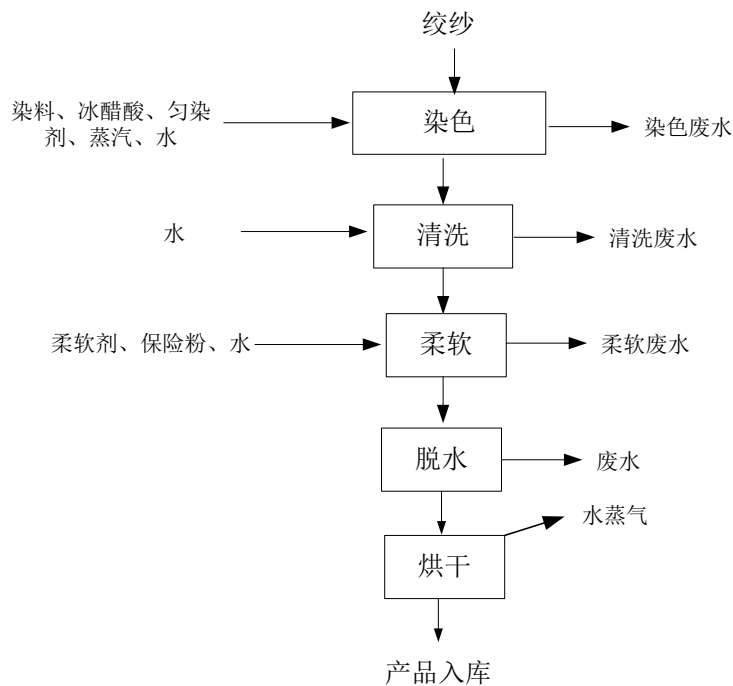 绞纱
染料、冰醋酸、匀染
剂、蒸汽、水
染色
染色废水
水
清洗
清洗废水
柔软剂、保险粉、水
柔软
柔软废水
脱水
废水
水蒸气
烘干
产品入库